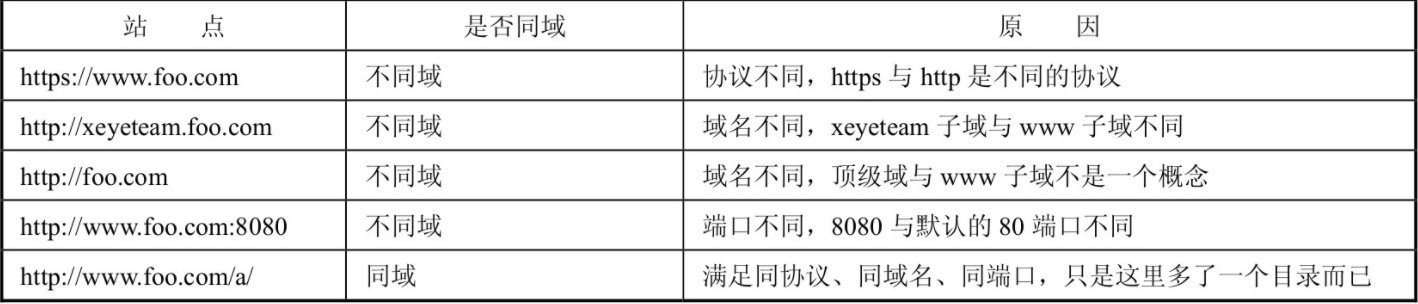 站 点 是否同域 原 因
https://www.foo.com 不同域 协议不同，https 与 http 是不同的协议
http://xeyeteam.foo.com 不同域 域名不同，xeyeteam 子域与 www 子域不同
http://foo.com 不同域 域名不同，顶级域与 www 子域不是一个概念
http://www.foo.com:8080 不同域 端口不同，8080 与默认的 80 端口不同
http://www.foo.com/a/ 同域 满足同协议、同域名、同端口，只是这里多了一个目录而已